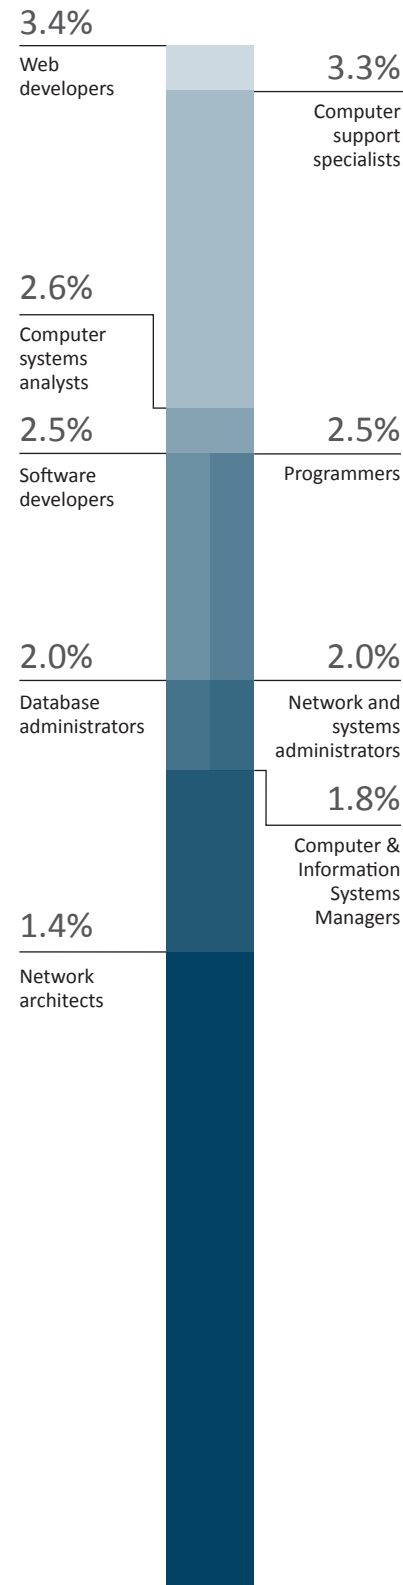 3.4%
Web
developers
3.3%
Computer
support
specialists
2.6%
Computer
systems
analysts
2.5%
Software
developers
2.5%
Programmers
2.0%
Database
administrators
2.0%
Network and
systems
administrators
1.8%
Computer &
Information
Systems
Managers
1.4%
Network
architects